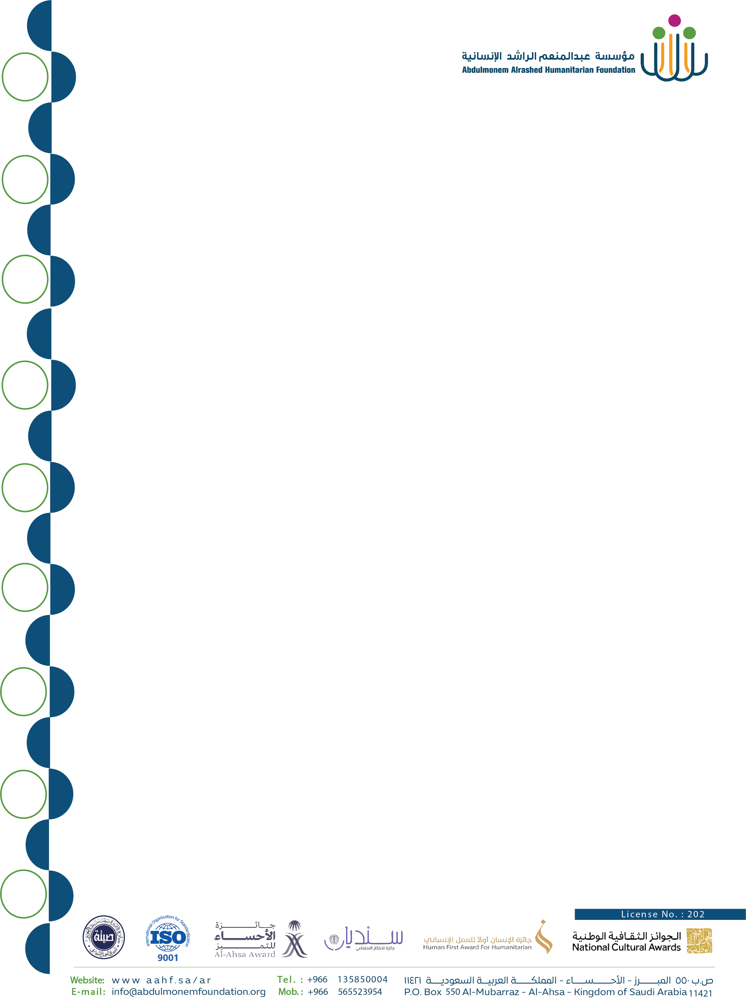 مؤسسة عبدالمنعم الراشد الإنسانية
Abdulmonem Alrashed Humanitarian Foundation
License No. : 202
صيتة
International Organization for Standardization
ISO
9001
جائزة
الأحساء
للتميز
Al-Ahsa Award
سنديان
جائزة الابتكار الاجتماعي
جائزة الإنسان أولاً للعمل الإنساني
Human First Award For Humanitarian
الجوائز الثقافية الوطنية
National Cultural Awards
Website: www aahf.sa/ar
Tel. : +966 135850004
ص.ب ٥٥٠ المبرز - الأحساء - المملكة العربية السعودية ١١٤٢١
E-mail: info@abdulmonemfoundation.org
Mob. : +966 565523954
P.O. Box 550 Al-Mubarraz - Al-Ahsa - Kingdom of Saudi Arabia 11421